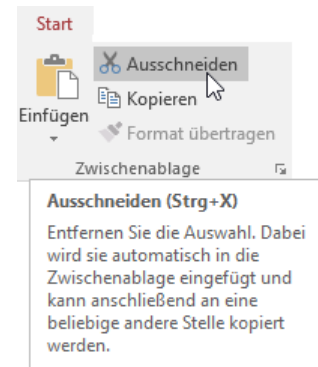 Start
Ausschneiden
Kopieren
Einfügen
Format übertragen
Zwischenablage
Ausschneiden (Strg+X)
Entfernen Sie die Auswahl. Dabei
wird sie automatisch in die
Zwischenablage eingefügt und
kann anschließend an eine
beliebige andere Stelle kopiert
werden.